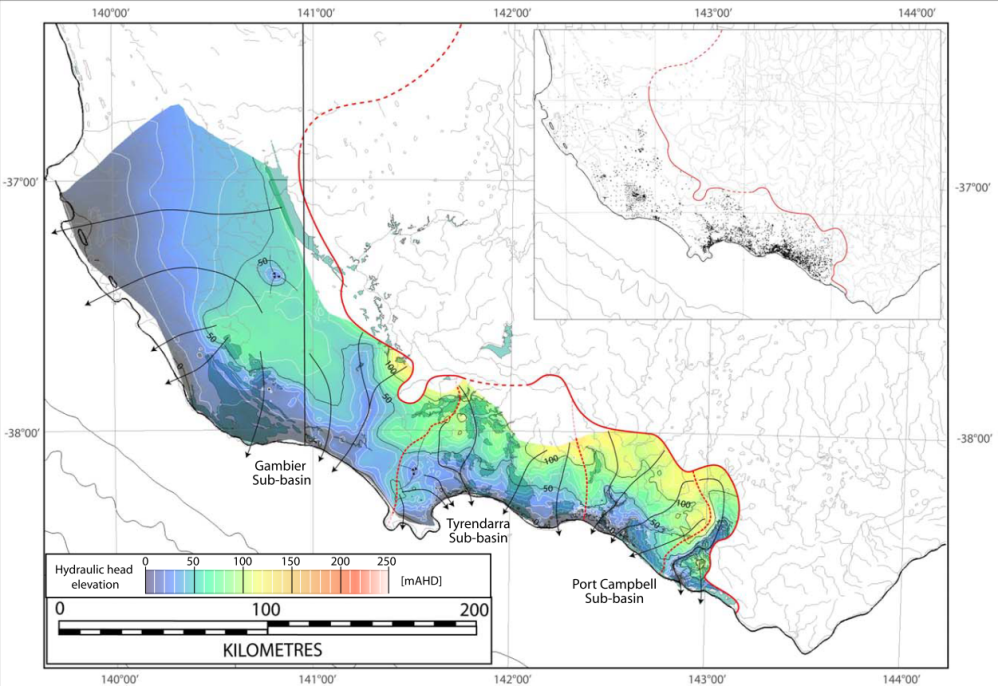 140°00' 141°00' 142°00' 143°00' 144°00'
-37°00' -37°00'
50
50
0
100
50
-38°00' -38°00'
100
50
100
50
0
Gambier
Sub-basin
Tyrendarra
Sub-basin
Port Campbell
Sub-basin
Hydraulic head
elevation
0 50 100 150 200 250
[mAHD]
0 100 200
KILOMETRES
140°00' 141°00' 142°00' 143°00' 144°00'